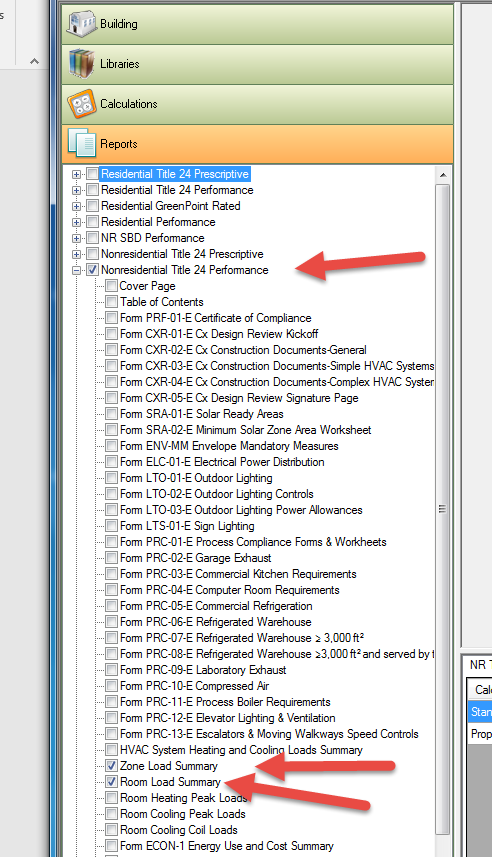 s
Building
Libraries
Calculations
Reports
Residential Title 24 Prescriptive
Residential Title 24 Performance
Residential GreenPoint Rated
Residential Performance
NR SBD Performance
Nonresidential Title 24 Prescriptive
Nonresidential Title 24 Performance
Cover Page
Table of Contents
Form PRF-01-E Certificate of Compliance
Form CXR-01-E Cx Design Review Kickoff
Form CXR-02-E Cx Construction Documents-General
Form CXR-03-E Cx Construction Documents-Simple HVAC Systems
Form CXR-04-E Cx Construction Documents-Complex HVAC System
Form CXR-05-E Cx Design Review Signature Page
Form SRA-01-E Solar Ready Areas
Form SRA-02-E Minimum Solar Zone Area Worksheet
Form ENV-MM Envelope Mandatory Measures
Form ELC-01-E Electrical Power Distribution
Form LTO-01-E Outdoor Lighting
Form LTO-02-E Outdoor Lighting Controls
Form LTO-03-E Outdoor Lighting Power Allowances
Form LTS-01-E Sign Lighting
Form PRC-01-E Process Compliance Forms & Workheets
Form PRC-02-E Garage Exhaust
Form PRC-03-E Commercial Kitchen Requirements
Form PRC-04-E Computer Room Requirements
Form PRC-05-E Commercial Refrigeration
Form PRC-06-E Refrigerated Warehouse
Form PRC-07-E Refrigerated Warehouse ≥ 3,000 ft²
Form PRC-08-E Refrigerated Warehouse ≥3,000 ft² and served by
Form PRC-09-E Laboratory Exhaust
Form PRC-10-E Compressed Air
Form PRC-11-E Process Boiler Requirements
Form PRC-12-E Elevator Lighting & Ventilation
Form PRC-13-E Escalators & Moving Walkways Speed Controls
HVAC System Heating and Cooling Loads Summary
Zone Load Summary
Room Load Summary
Room Heating Peak Loads
Room Cooling Peak Loads
Room Cooling Coil Loads
Form ECON-1 Energy Use and Cost Summary
NR T
Cal
Stan
Prop